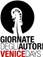 GIORNATE
DEGLI AUTORI
VENICE DAYS